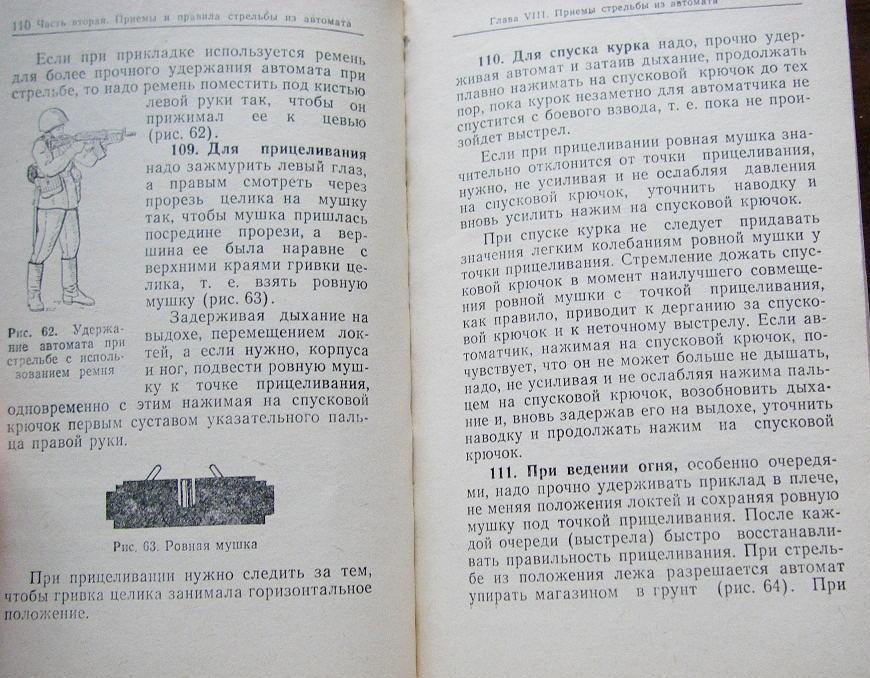 110 Часть вторая. Приемы и правила стрельбы из автомата
Если при прикладке используется ремень
для более прочного удержания автомата при
стрельбе, то надо ремень поместить под кистью
левой руки так, чтобы он
прижимал ее к цевью
(рис. 62).
109. Для прицеливания
надо зажмурить левый глаз,
а правым смотреть через
прорезь целика на мушку
так, чтобы мушка пришлась
посредине прорези, а вер-
шина ее была наравне с
верхними краями гривки це-
лика, т. е. взять ровную
мушку (рис. 63).
Задерживая дыхание на
выдохе, перемещением лок-
тей, а если нужно, корпуса
и ног, подвести ровную муш-
ку к точке прицеливания,
Рис. 62. Удержа-
ние автомата при
стрельбе с исполь-
зованием ремня
одновременно с этим нажимая на спусковой
крючок первым суставом указательного паль-
ца правой руки.
Рис. 63. Ровная мушка
При прицеливании нужно следить за тем,
чтобы гривка целика занимала горизонтальное
положение.
Глава VIII. Приемы стрельбы из автомата
110. Для спуска курка надо, прочно удер-
живая автомат и затаив дыхание, продолжать
плавно нажимать на спусковой крючок до тех
пор, пока курок незаметно для автоматчика не
спустится с боевого взвода, т. е. пока не прои-
зойдет выстрел.
Если при прицеливании ровная мушка зна-
чительно отклонится от точки прицеливания,
нужно, не усиливая и не ослабляя давления
на спусковой крючок, уточнить наводку и
вновь усилить нажим на спусковой крючок.
При спуске курка не следует придавать
значения легким колебаниям ровной мушки у
точки прицеливания. Стремление дожать спус-
ковой крючок в момент наилучшего совмеще-
ния ровной мушки с точкой прицеливания,
как правило, приводит к дерганию за спуско-
вой крючок и к неточному выстрелу. Если ав-
томатчик, нажимая на спусковой крючок, по-
чувствует, что он не может больше не дышать,
надо, не усиливая и не ослабляя нажима паль-
цем на спусковой крючок, возобновить дыха-
ние и, вновь задержав его на выдохе, уточнить
наводку и продолжать нажим на спусковой
крючок.
111. При ведении огня, особенно очередя-
ми, надо прочно удерживать приклад в плече,
не меняя положения локтей и сохраняя ровную
мушку под точкой прицеливания. После каж-
дой очереди (выстрела) быстро восстанавли-
вать правильность прицеливания. При стрель-
бе из положения лежа разрешается автомат
упирать магазином в грунт (рис. 64). При